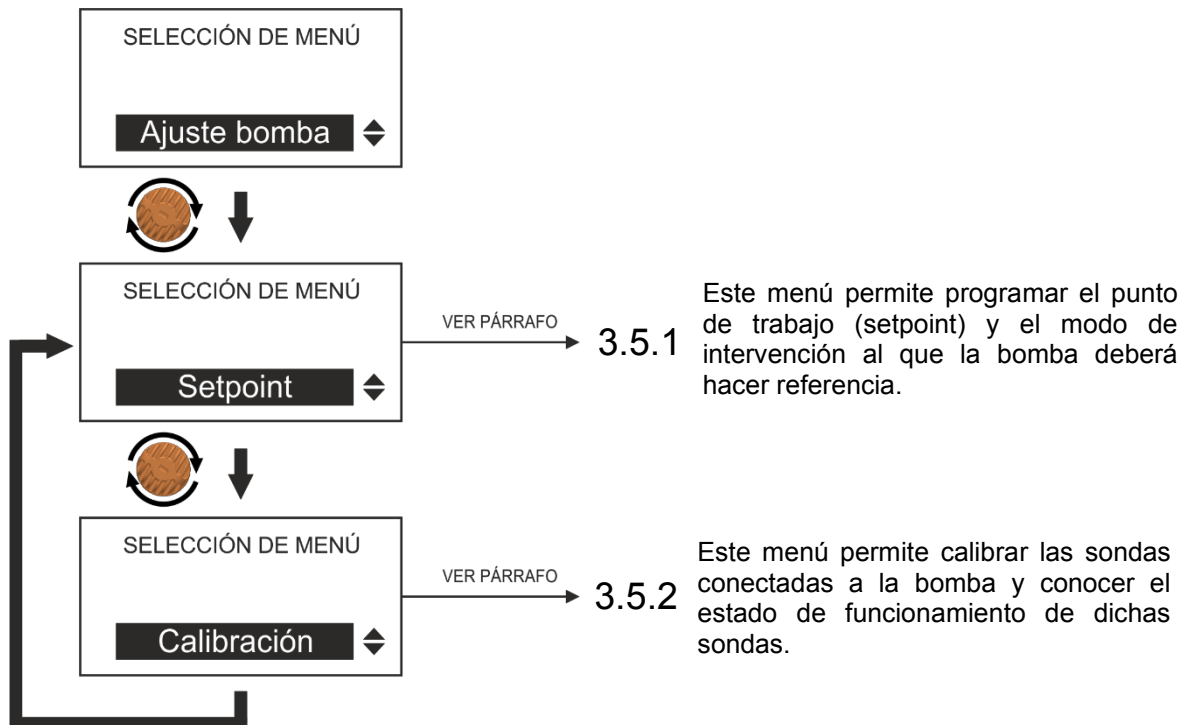 SELECCIÓN DE MENÚ
Ajuste bomba
SELECCIÓN DE MENÚ
Setpoint
VER PÁRRAFO
3.5.1
Este menú permite programar el punto
de trabajo (setpoint) y el modo de
intervención al que la bomba deberá
hacer referencia.
SELECCIÓN DE MENÚ
Calibración
VER PÁRRAFO
3.5.2
Este menú permite calibrar las sondas
conectadas a la bomba y conocer el
estado de funcionamiento de dichas
sondas.